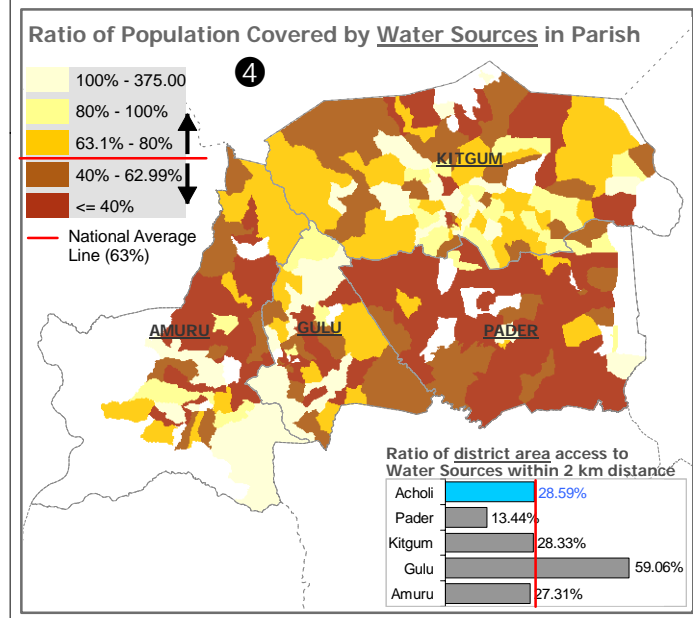 Ratio of Population Covered by Water Sources in Parish
4
100% - 375.00
80% - 100%
63.1% - 80%
40% - 62.99%
<= 40%
National Average
Line (63%)
KITGUM
AMURU
GULU
PADER
Ratio of district area access to
Water Sources within 2 km distance
Acholi 28.59%
Pader 13.44%
Kitgum 28.33%
Gulu 59.06%
Amuru 27.31%